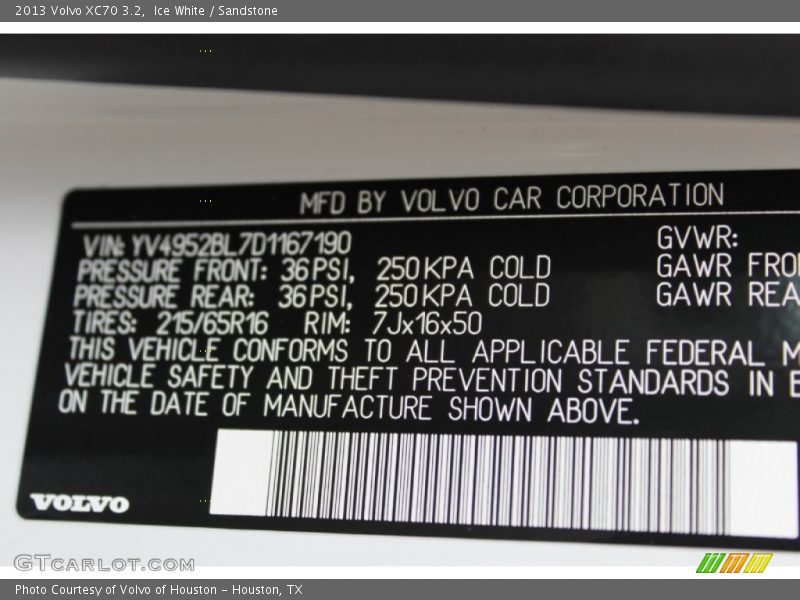 2013 Volvo XC70 3.2,  Ice White / Sandstone
MFD BY VOLVO CAR CORPORATION
VIN: YV4952BL7D1167190
GVWR:
PRESSURE FRONT: 36PSI, 250KPA COLD
GAWR FRON
PRESSURE REAR: 36PSI, 250KPA COLD
GAWR REA
TIRES: 215/65R16 RIM: 7Jx16x50
THIS VEHICLE CONFORMS TO ALL APPLICABLE FEDERAL M
VEHICLE SAFETY AND THEFT PREVENTION STANDARDS IN E
ON THE DATE OF MANUFACTURE SHOWN ABOVE.
VOLVO
GTCARLOT.COM
Photo Courtesy of Volvo of Houston - Houston, TX